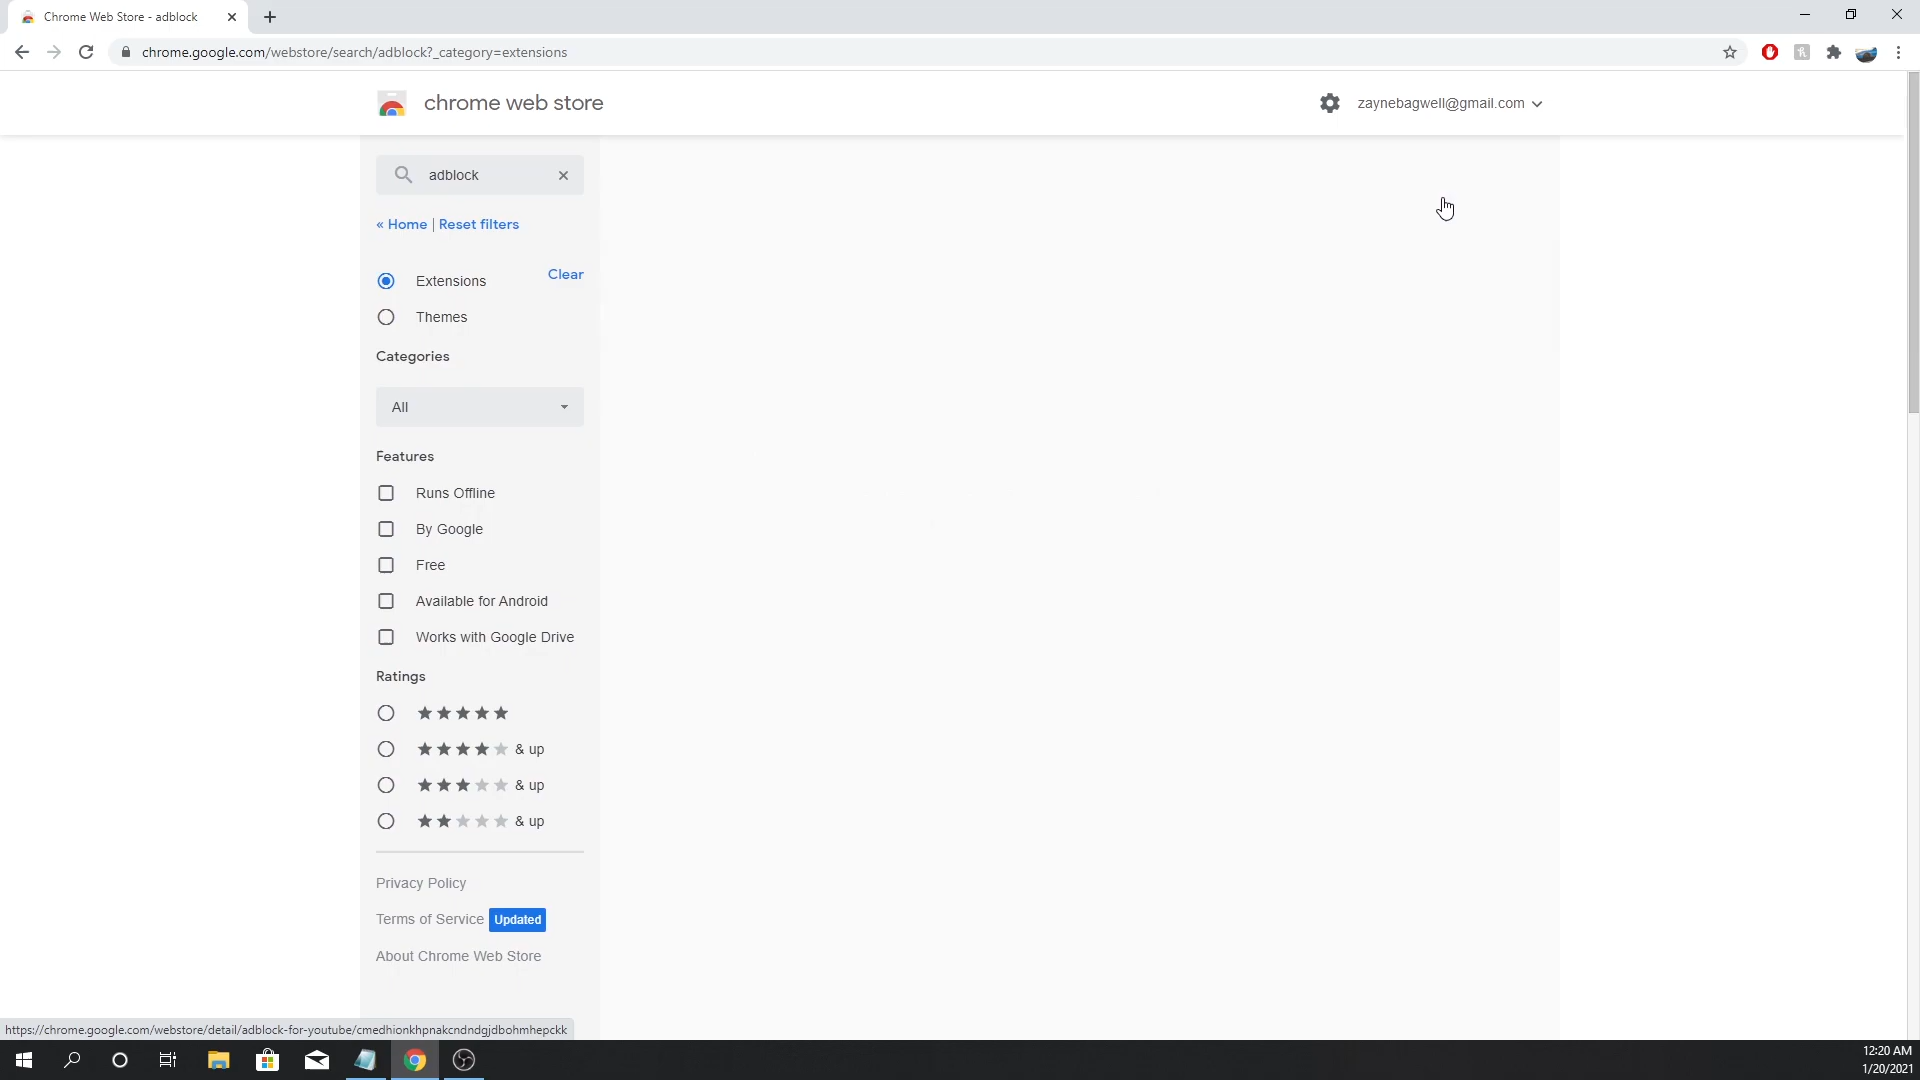 Chrome Web Store - adblock
chrome.google.com/webstore/search/adblock?_category=extensions
chrome web store
zaynebagwell@gmail.com
adblock
« Home | Reset filters
Extensions
Clear
Themes
Categories
All
Features
Runs Offline
By Google
Free
Available for Android
Works with Google Drive
Ratings
& up
& up
& up
Privacy Policy
Terms of Service Updated
About Chrome Web Store
https://chrome.google.com/webstore/detail/adblock-for-youtube/cmedhionkhpnakcndndgjdbohmhepckk
12:20 AM
1/20/2021